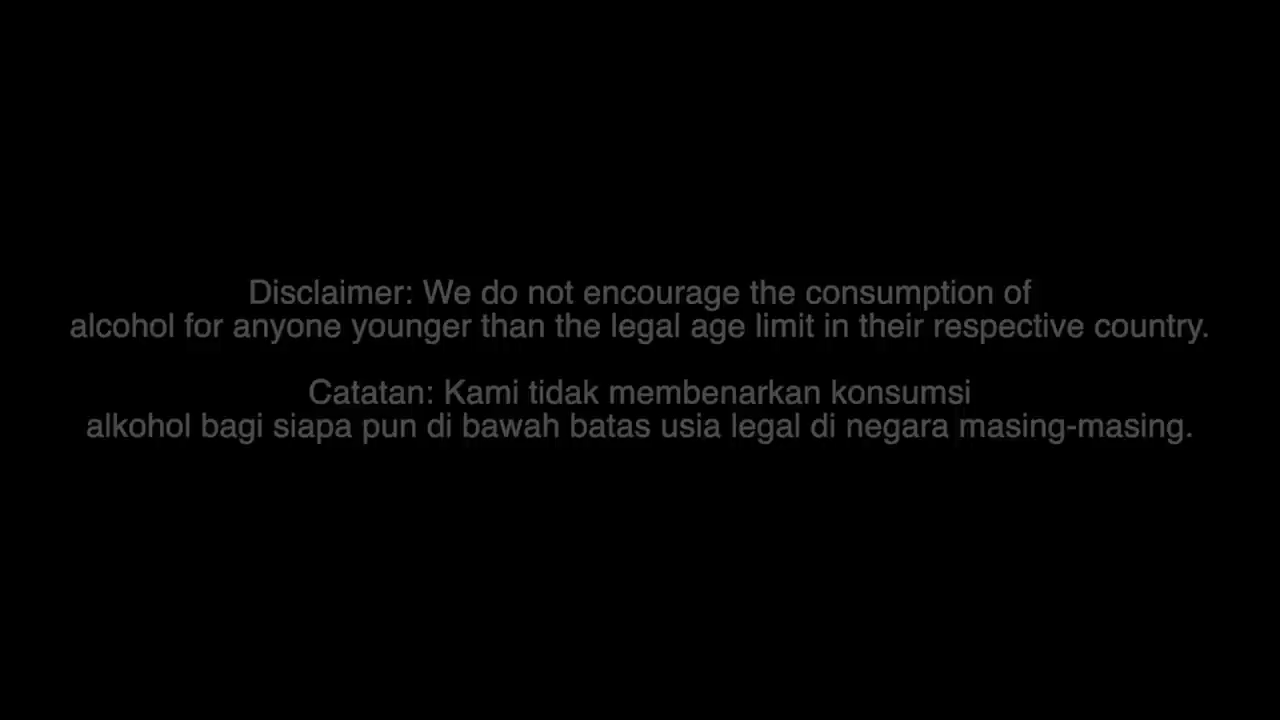 Disclaimer: We do not encourage the consumption of
alcohol for anyone younger than the legal age limit in their respective country.
Catatan: Kami tidak membenarkan konsumsi
alkohol bagi siapa pun di bawah batas usia legal di negara masing-masing.